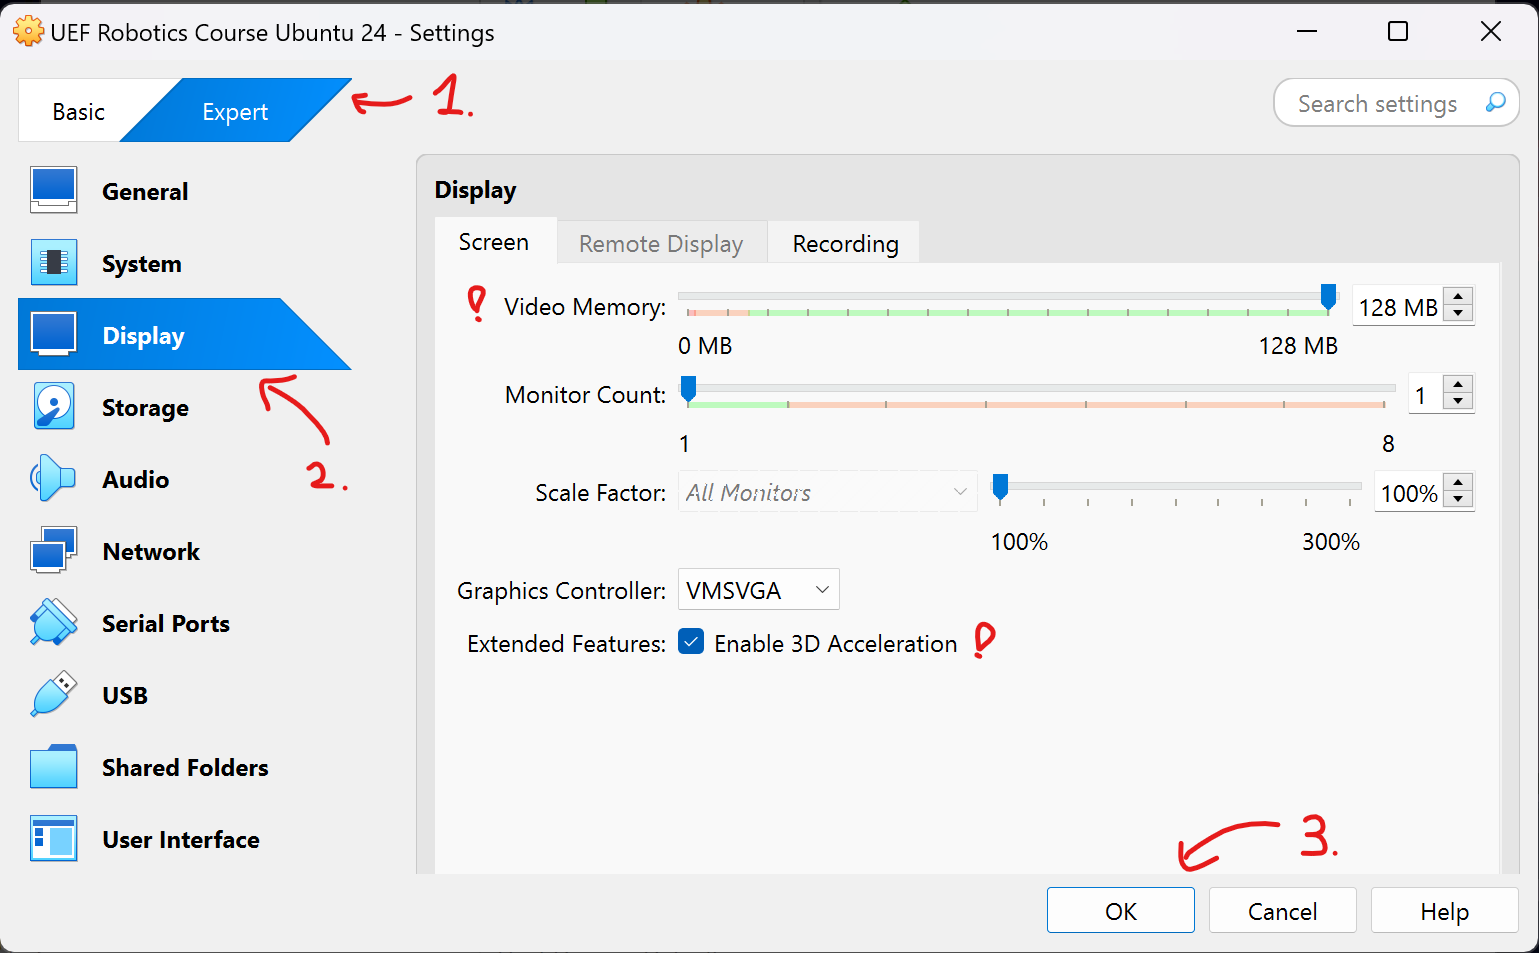 UEF Robotics Course Ubuntu 24 - Settings
Basic
Expert
1.
Search settings
General
System
Display
2.
Storage
Audio
Network
Serial Ports
USB
Shared Folders
User Interface
Display
Screen
Remote Display
Recording
! Video Memory: 128 MB
0 MB 128 MB
Monitor Count: 1
1 8
Scale Factor: All Monitors 100%
100% 300%
Graphics Controller: VMSVGA
Extended Features: Enable 3D Acceleration !
3.
OK
Cancel
Help